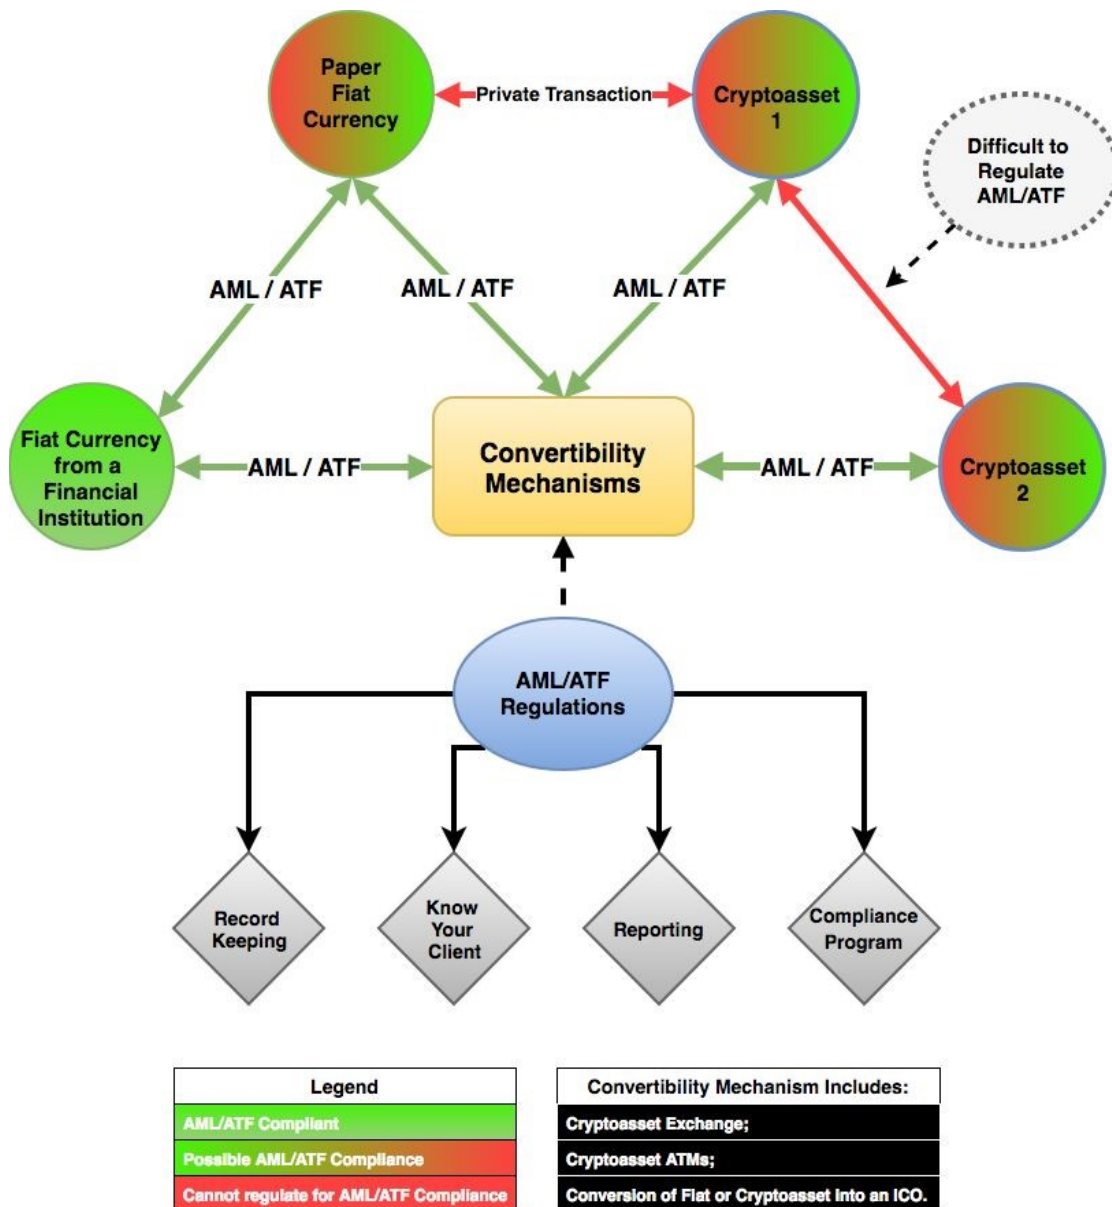 Paper
Fiat
Currency
Private Transaction
Cryptoasset
1
Difficult to
Regulate
AML/ATF
AML / ATF
AML / ATF
AML / ATF
Fiat Currency
from a
Financial
Institution
AML / ATF
Convertibility
Mechanisms
AML / ATF
Cryptoasset
2
AML/ATF
Regulations
Record
Keeping
Know
Your
Client
Reporting
Compliance
Program
Legend
AML/ATF Compliant
Possible AML/ATF Compliance
Cannot regulate for AML/ATF Compliance
Convertibility Mechanism Includes:
Cryptoasset Exchange;
Cryptoasset ATMs;
Conversion of Fiat or Cryptoasset into an ICO.